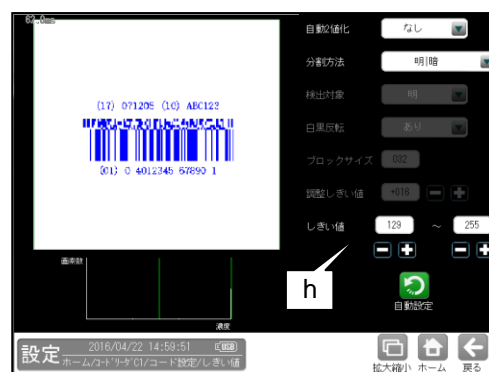 62.0ms
自動2値化 なし
分割方法 明|暗
検出対象 明
白黒反転 あり
ブロックサイズ 032
調整しきい値 +016
しきい値 129 ～ 255
(17) 071205 (10) ABC123
(01) 0 4012345 67890 1
画素数
濃度
h
自動設定
設定 2016/04/22 14:59:51 USB
ホーム/コードリーダC1/コード設定/しきい値
拡大縮小 ホーム 戻る